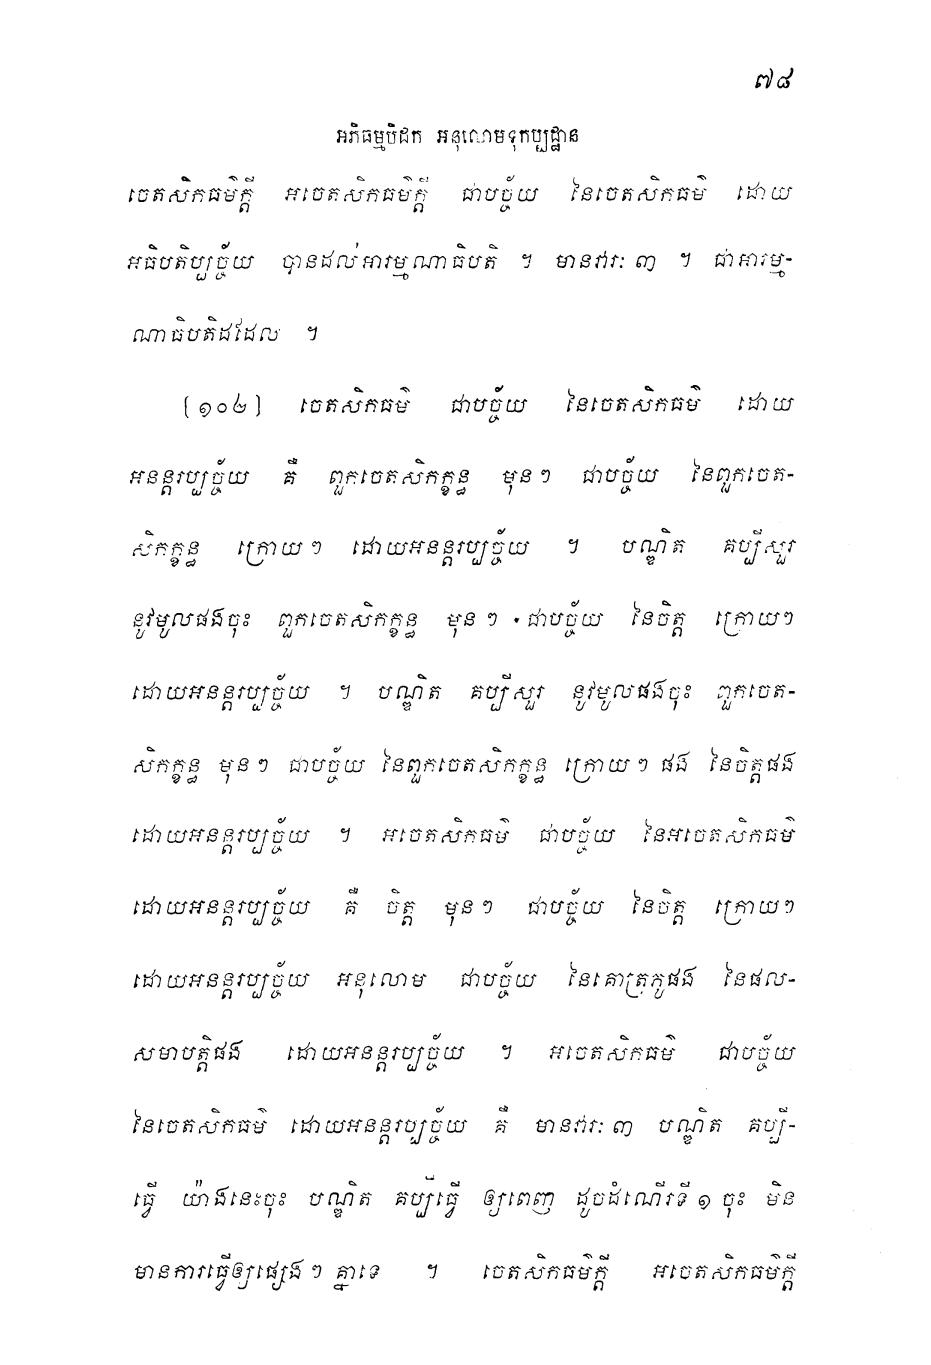 ៧៨
អភិធម្មបិដក អនុលោមទុកប្បដ្ឋាន
ចេតសិកធម៌ក្តី អចេតសិកធម៌ក្តី ជាបច្ច័យ នៃចេតសិកធម៌ ដោយ
អធិបតិប្បច្ច័យ បានដល់អារម្មណាធិបតិ ។ មានវារៈ ៣ ។ ជាអារម្ម-
ណាធិបតិដដែល ។
[១០២] ចេតសិកធម៌ ជាបច្ច័យ នៃចេតសិកធម៌ ដោយ
អនន្តរប្បច្ច័យ គឺ ពួកចេតសិកក្ខន្ធ មុនៗ ជាបច្ច័យ នៃពួកចេត-
សិកក្ខន្ធ ក្រោយៗ ដោយអនន្តរប្បច្ច័យ ។ បណ្ឌិត គប្បីសួរ
នូវមូលផងចុះ ពួកចេតសិកក្ខន្ធ មុនៗ ជាបច្ច័យ នៃចិត្ត ក្រោយៗ
ដោយអនន្តរប្បច្ច័យ ។ បណ្ឌិត គប្បីសួរ នូវមូលផងចុះ ពួកចេត-
សិកក្ខន្ធ មុនៗ ជាបច្ច័យ នៃពួកចេតសិកក្ខន្ធ ក្រោយៗ ផង នៃចិត្តផង
ដោយអនន្តរប្បច្ច័យ ។ អចេតសិកធម៌ ជាបច្ច័យ នៃអចេតសិកធម៌
ដោយអនន្តរប្បច្ច័យ គឺ ចិត្ត មុនៗ ជាបច្ច័យ នៃចិត្ត ក្រោយៗ
ដោយអនន្តរប្បច្ច័យ អនុលោម ជាបច្ច័យ នៃគោត្រភូផង នៃផល-
សមាបត្តិផង ដោយអនន្តរប្បច្ច័យ ។ អចេតសិកធម៌ ជាបច្ច័យ
នៃចេតសិកធម៌ ដោយអនន្តរប្បច្ច័យ គឺ មានវារៈ ៣ បណ្ឌិត គប្បី-
ធ្វើ យ៉ាងនេះចុះ បណ្ឌិត គប្បីធ្វើ ឲ្យពេញ ដូចដំណើរទី ១ ចុះ មិន
មានការធ្វើឲ្យផ្សេងៗ គ្នាទេ ។ ចេតសិកធម៌ក្តី អចេតសិកធម៌ក្តី